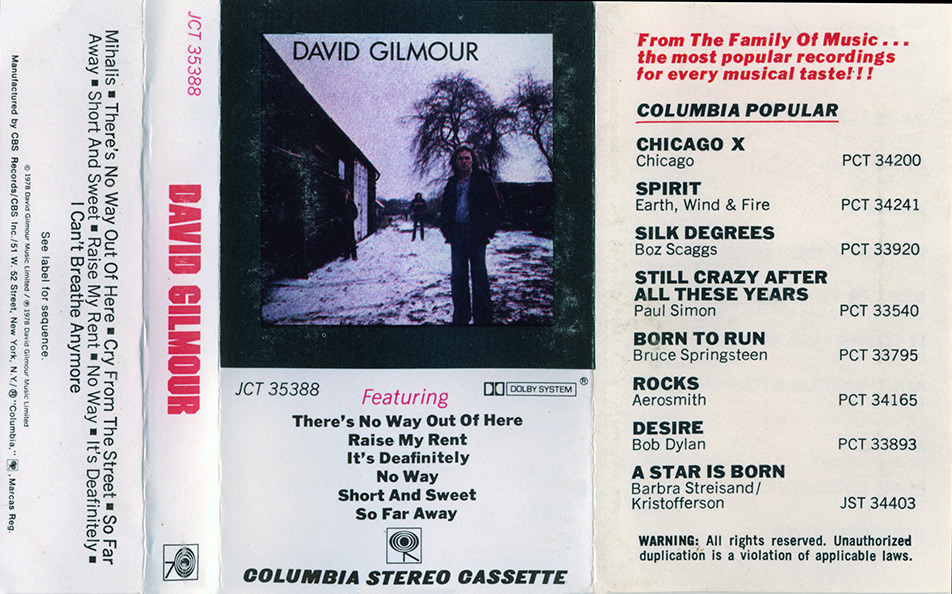 Mihalis ■ There's No Way Out Of Here ■ Cry From The Street ■ So Far
Away ■ Short And Sweet ■ Raise My Rent ■ No Way ■ It's Deafinitely ■
I Can't Breathe Anymore
See label for sequence.
© 1978 David Gilmour Music Limited / ℗ 1978 David Gilmour Music Limited
Manufactured by CBS Records/CBS Inc./51 W. 52 Street, New York, N.Y./ ® "Columbia," , Marcas Reg.
JCT 35388
DAVID GILMOUR
DAVID GILMOUR
JCT 35388
DOLBY SYSTEM ®
Featuring
There's No Way Out Of Here
Raise My Rent
It's Deafinitely
No Way
Short And Sweet
So Far Away
COLUMBIA STEREO CASSETTE
From The Family Of Music...
the most popular recordings
for every musical taste!!!
COLUMBIA POPULAR
CHICAGO X
Chicago PCT 34200
SPIRIT
Earth, Wind & Fire PCT 34241
SILK DEGREES
Boz Scaggs PCT 33920
STILL CRAZY AFTER
ALL THESE YEARS
Paul Simon PCT 33540
BORN TO RUN
Bruce Springsteen PCT 33795
ROCKS
Aerosmith PCT 34165
DESIRE
Bob Dylan PCT 33893
A STAR IS BORN
Barbra Streisand/
Kristofferson JST 34403
WARNING: All rights reserved. Unauthorized
duplication is a violation of applicable laws.